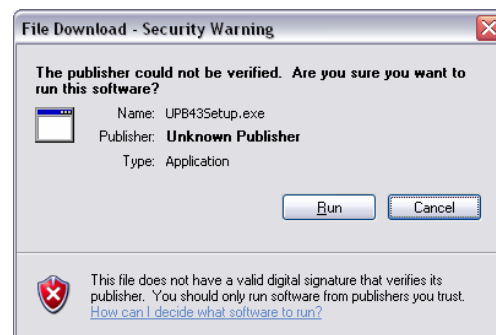 File Download - Security Warning
The publisher could not be verified.  Are you sure you want to
run this software?
Name: UPB43Setup.exe
Publisher: Unknown Publisher
Type: Application
Run Cancel
This file does not have a valid digital signature that verifies its
publisher.  You should only run software from publishers you trust.
How can I decide what software to run?